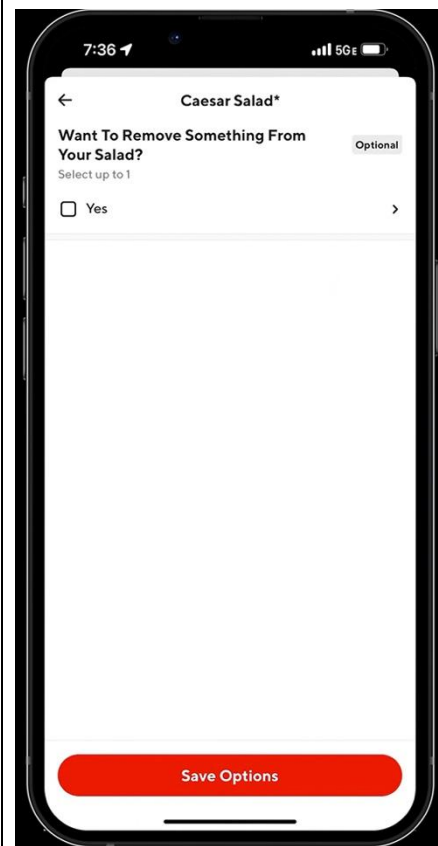 7:36 5GE
Caesar Salad*
Want To Remove Something From
Your Salad?
Optional
Select up to 1
Yes
Save Options